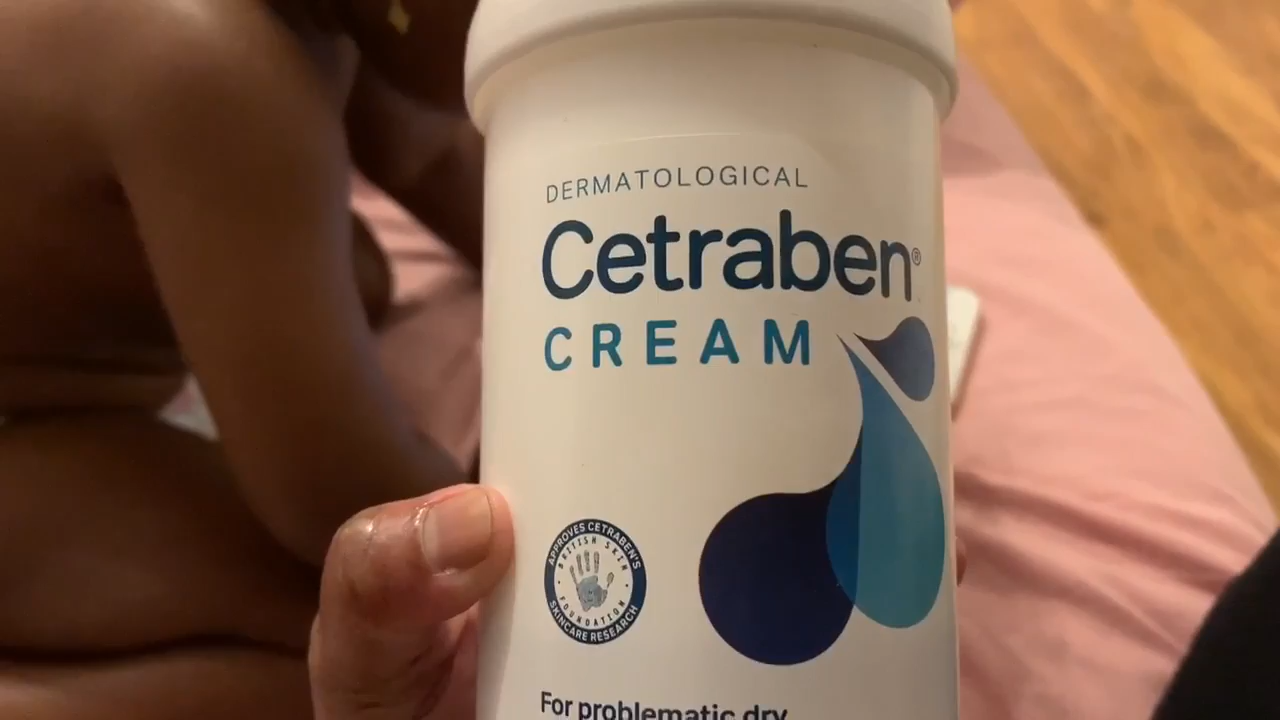 DERMATOLOGICAL
Cetraben®
CREAM
APPROVES CETRABEN'S
BRITISH SKIN
FOUNDATION
SKINCARE RESEARCH
For problematic dry